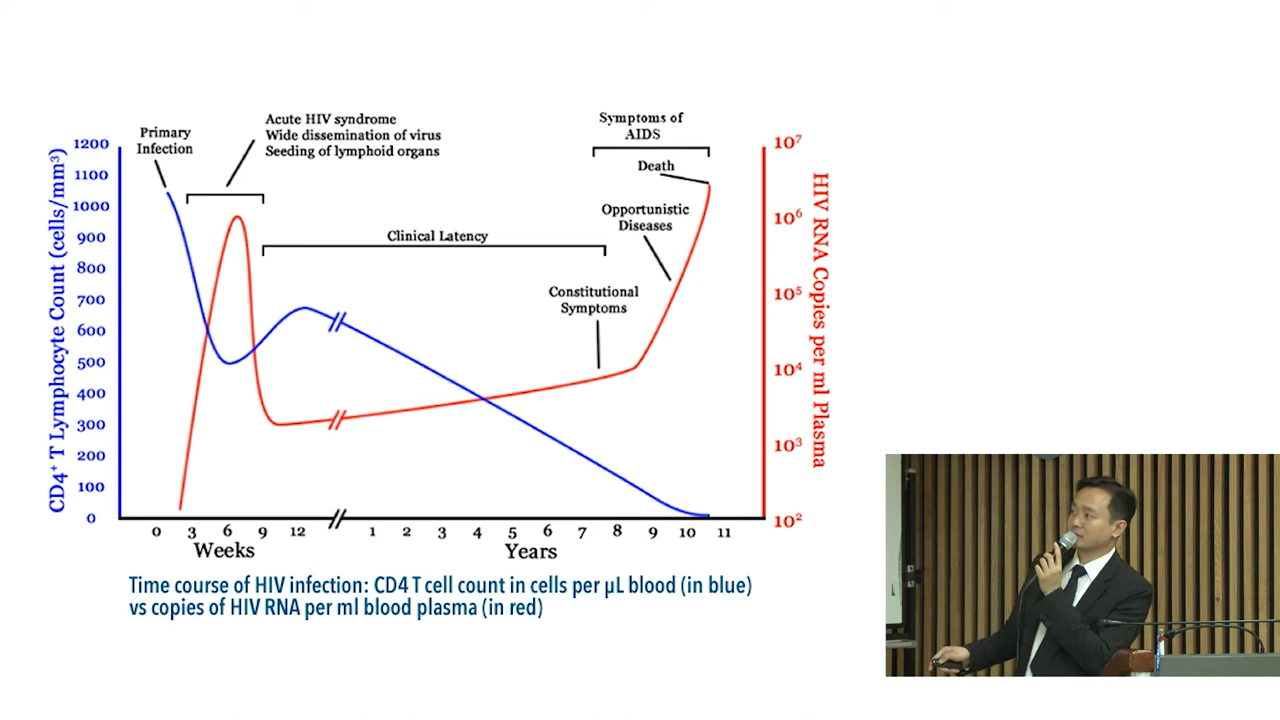 Primary
Infection
Acute HIV syndrome
Wide dissemination of virus
Seeding of lymphoid organs
Symptoms of
AIDS
Death
Opportunistic
Diseases
Clinical Latency
Constitutional
Symptoms
CD4⁺ T Lymphocyte Count (cells/mm³)
1200
1100
1000
900
800
700
600
500
400
300
200
100
0
10⁷
10⁶
10⁵
10⁴
10³
10²
HIV RNA Copies per ml Plasma
0 3 6 9 12 1 2 3 4 5 6 7 8 9 10 11
Weeks Years
Time course of HIV infection: CD4 T cell count in cells per µL blood (in blue)
vs copies of HIV RNA per ml blood plasma (in red)